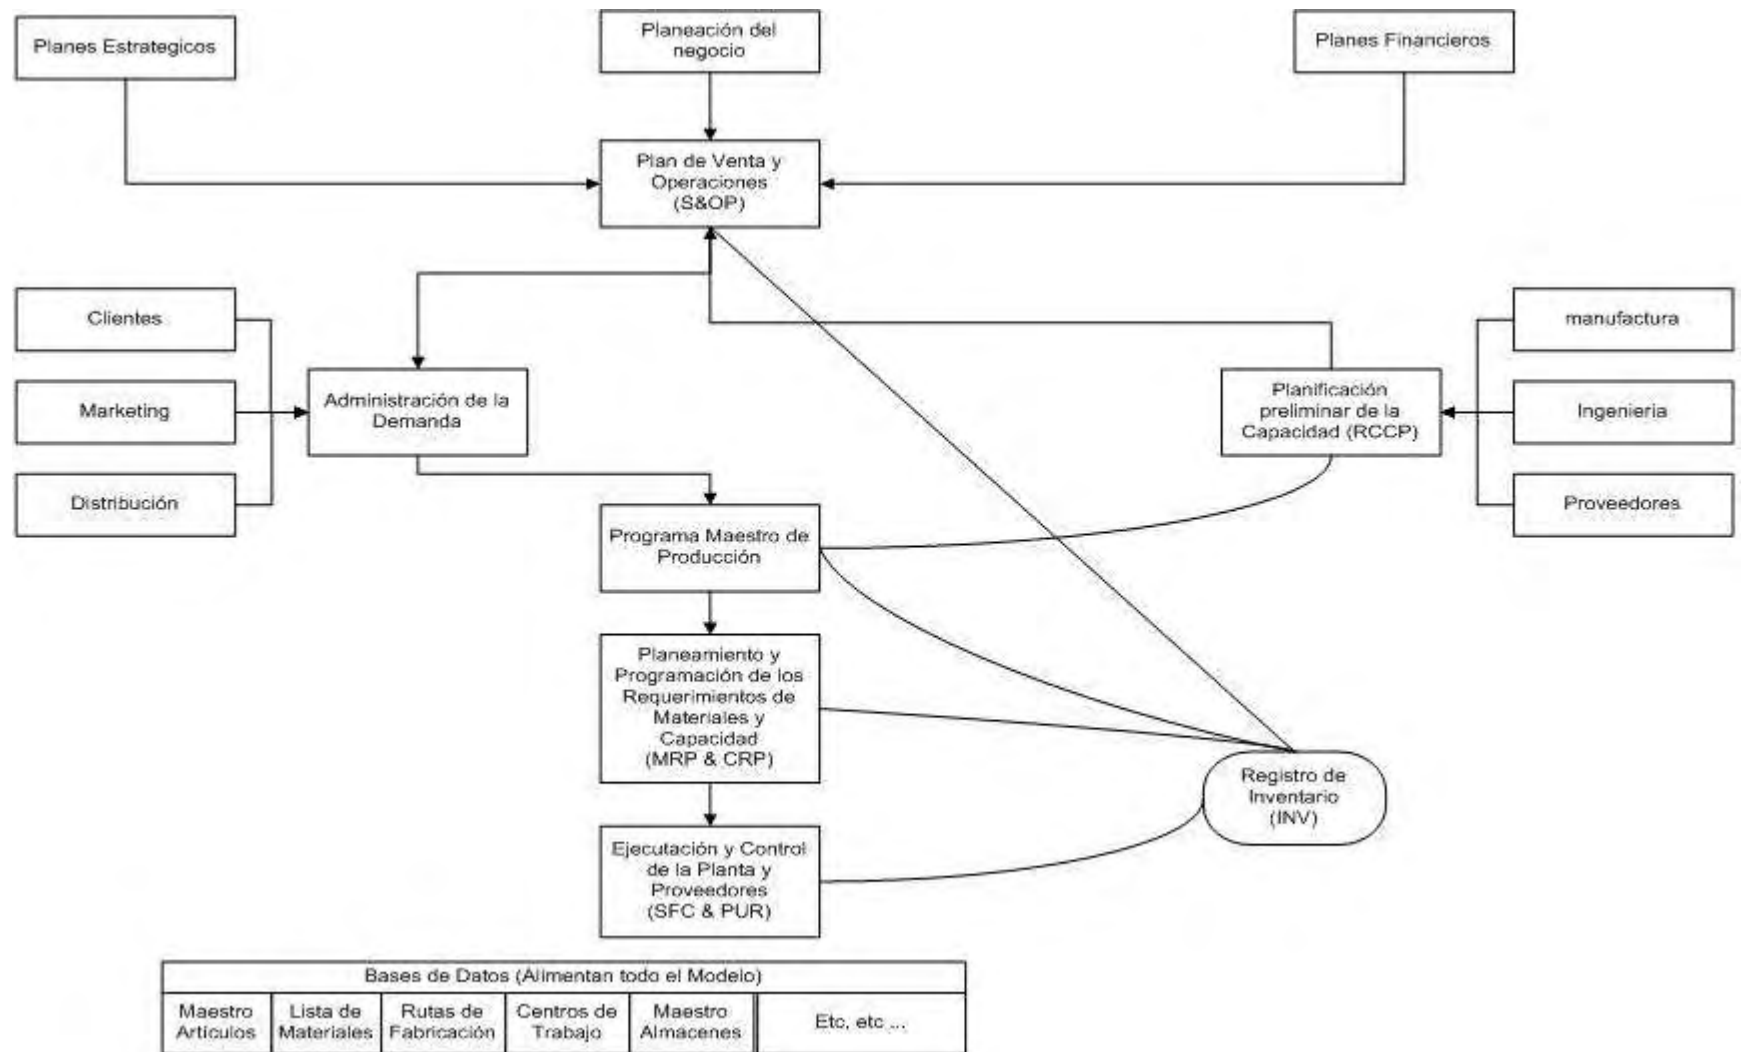 Planes Estrategicos
Planeación del
negocio
Planes Financieros
Plan de Venta y
Operaciones
(S&OP)
Clientes
Marketing
Distribución
Administración de la
Demanda
Planificación
preliminar de la
Capacidad (RCCP)
manufactura
Ingenieria
Proveedores
Programa Maestro de
Producción
Planeamiento y
Programación de los
Requerimientos de
Materiales y
Capacidad
(MRP & CRP)
Registro de
Inventario
(INV)
Ejecutación y Control
de la Planta y
Proveedores
(SFC & PUR)
Bases de Datos (Alimentan todo el Modelo)
Maestro
Artículos
Lista de
Materiales
Rutas de
Fabricación
Centros de
Trabajo
Maestro
Almacenes
Etc, etc ...